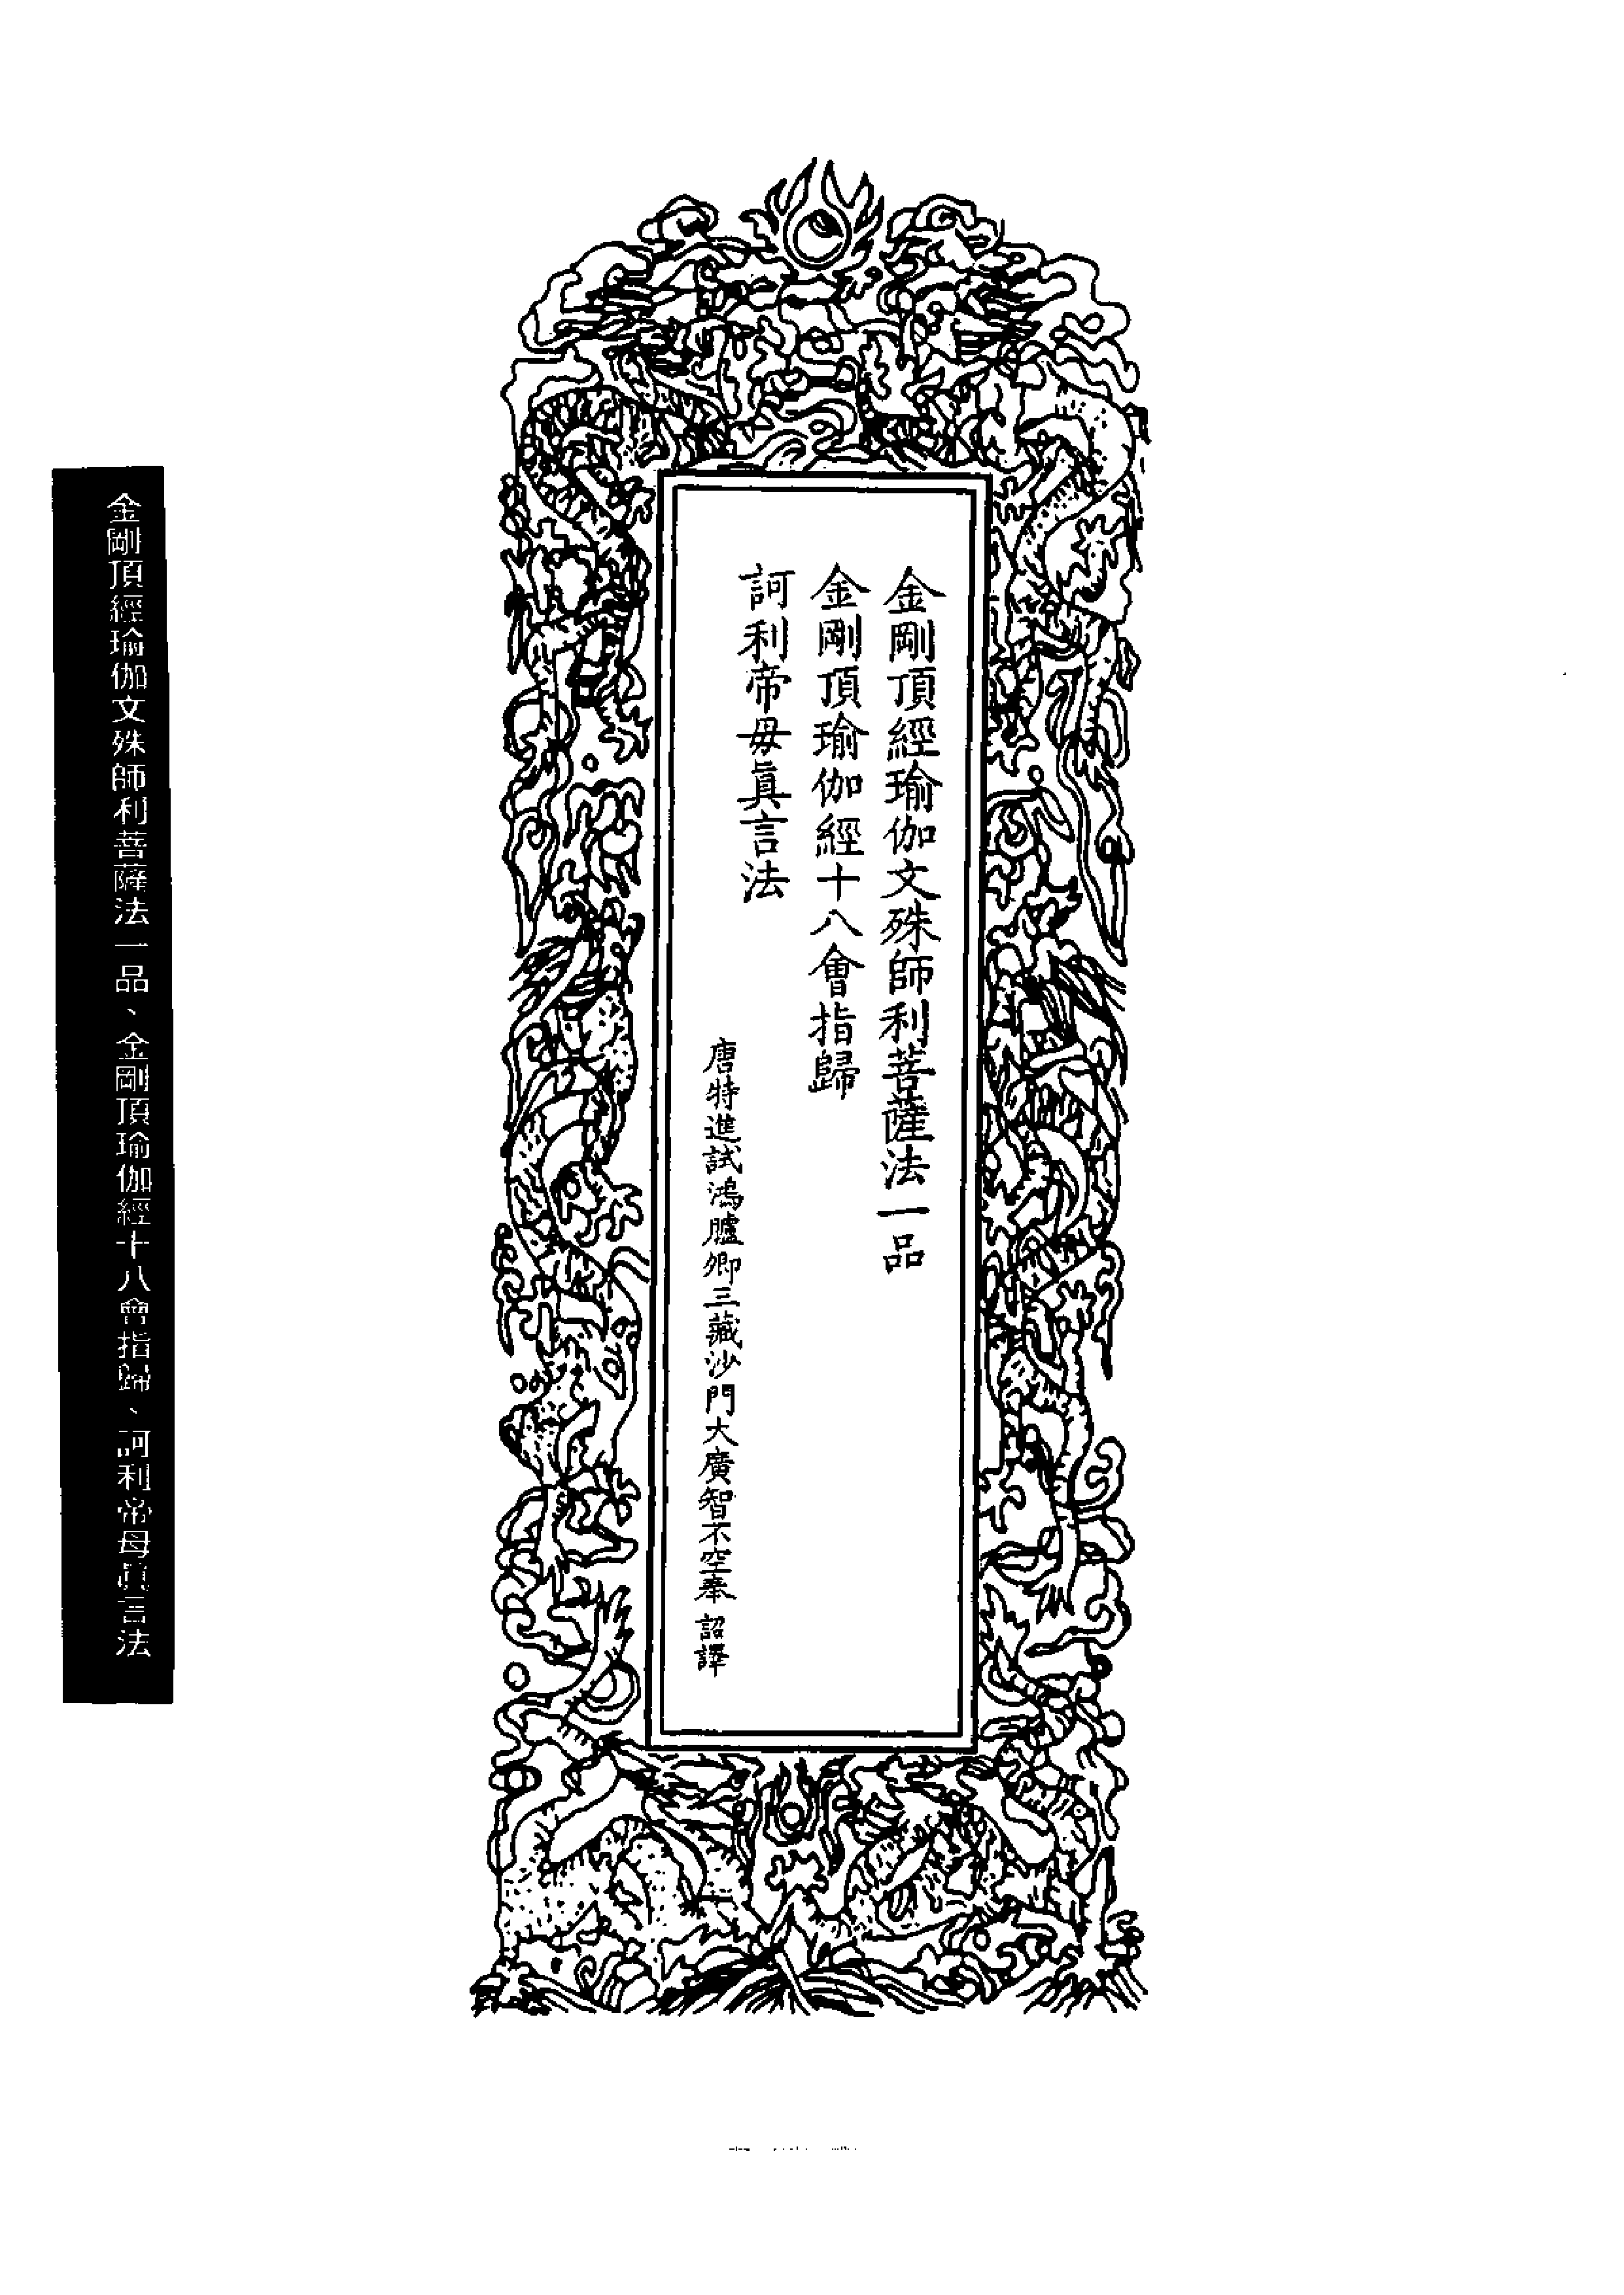 金剛頂經瑜伽文殊師利菩薩法一品
金剛頂瑜伽經十八會指歸
訶利帝毋眞言法
唐特進試鴻臚卿三藏沙門大廣智不空奉 詔譯
金剛頂經瑜伽文殊師利菩薩法一品、金剛頂瑜伽經十八會指歸、訶利帝母眞言法